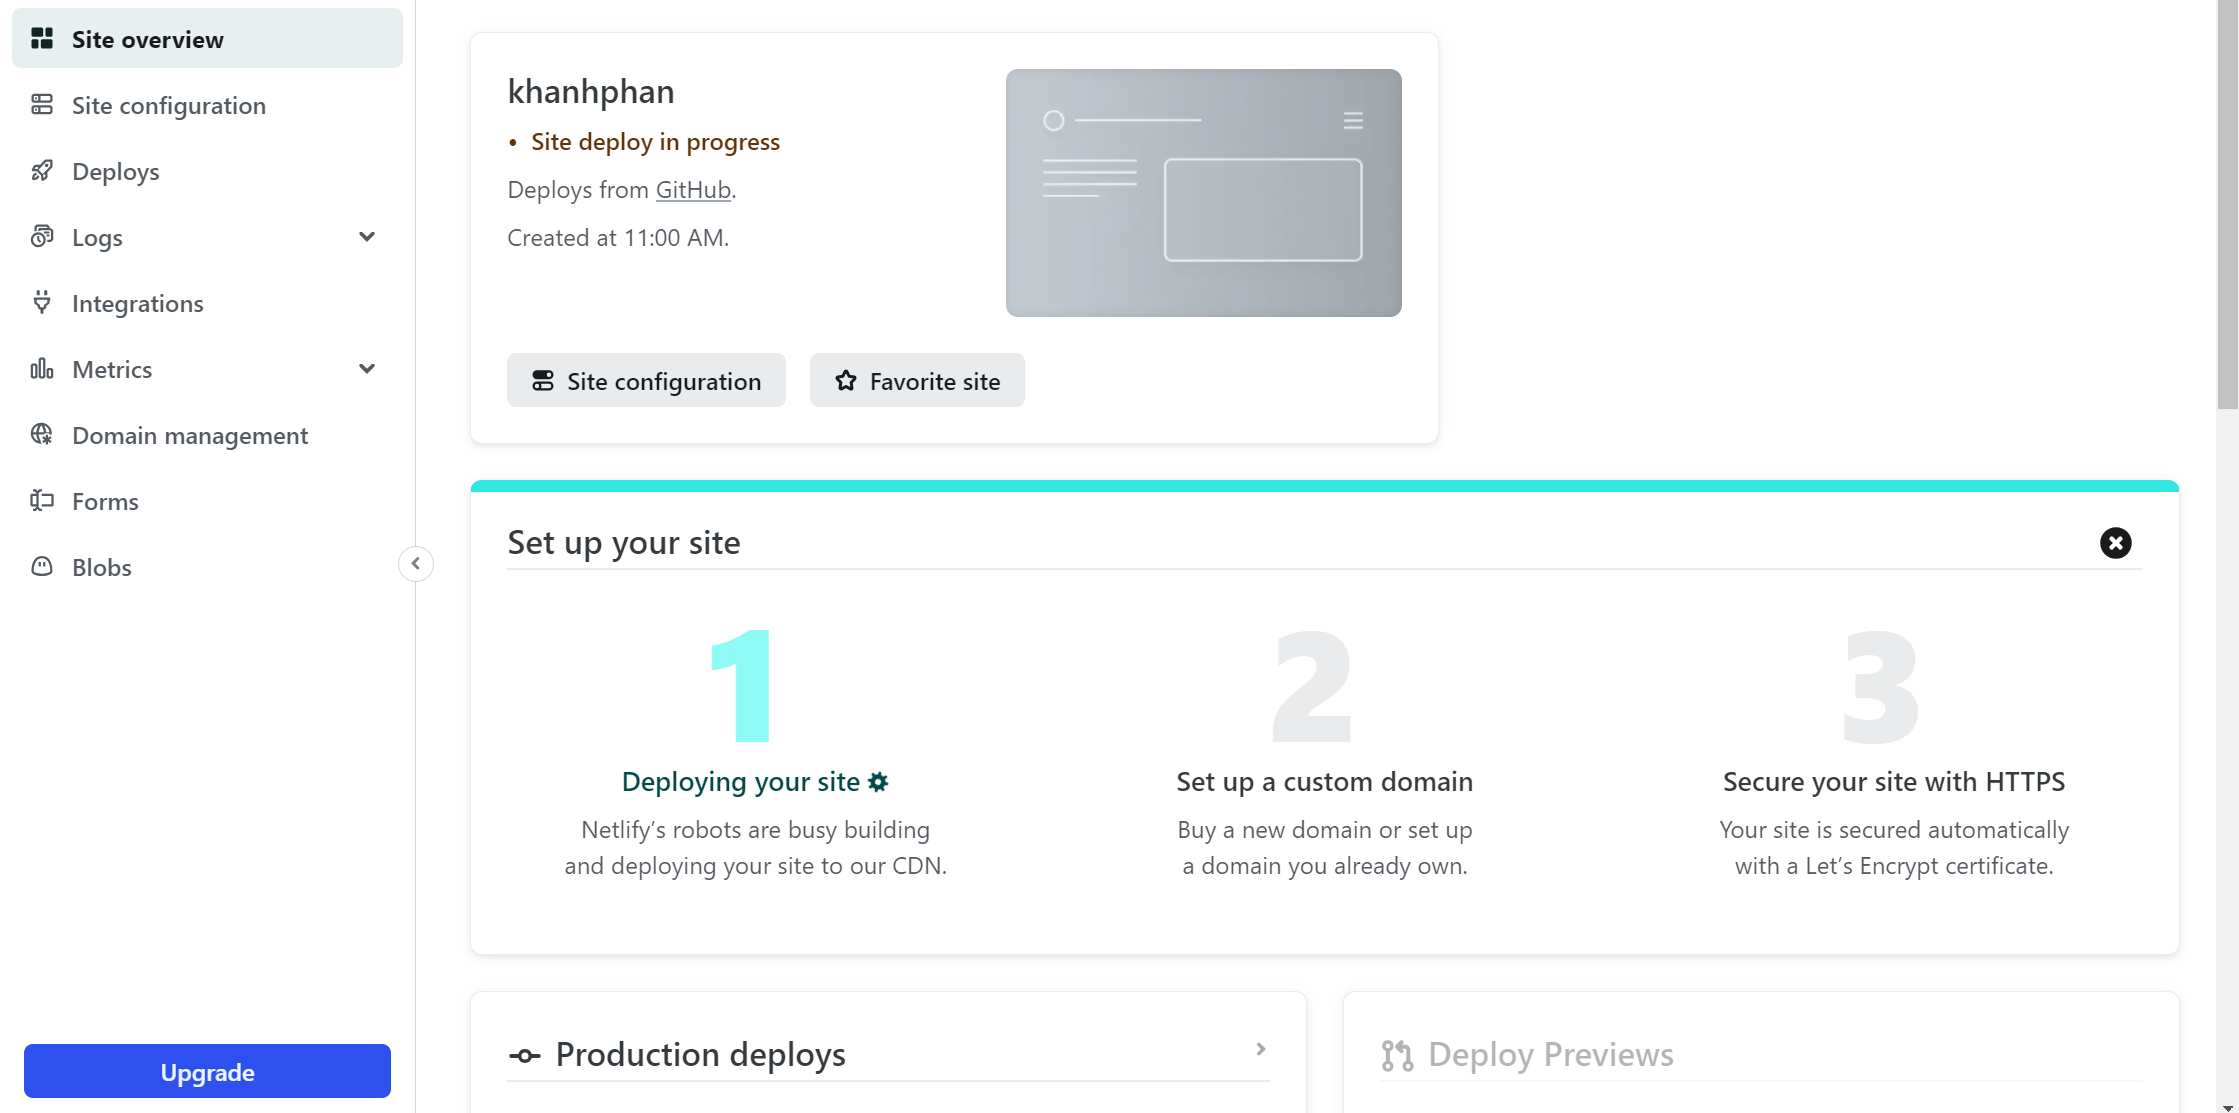 Site overview
Site configuration
Deploys
Logs
Integrations
Metrics
Domain management
Forms
Blobs
Upgrade
khanhphan
• Site deploy in progress
Deploys from GitHub.
Created at 11:00 AM.
Site configuration
Favorite site
Set up your site
1
Deploying your site
Netlify’s robots are busy building
and deploying your site to our CDN.
2
Set up a custom domain
Buy a new domain or set up
a domain you already own.
3
Secure your site with HTTPS
Your site is secured automatically
with a Let’s Encrypt certificate.
Production deploys
Deploy Previews